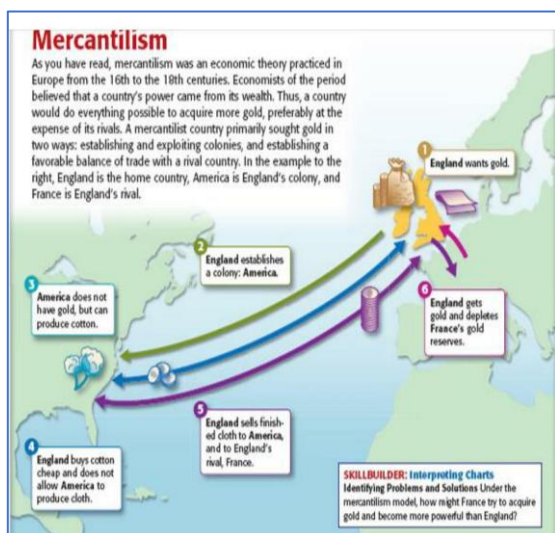 Mercantilism
As you have read, mercantilism was an economic theory practiced in
Europe from the 16th to the 18th centuries. Economists of the period
believed that a country's power came from its wealth. Thus, a country
would do everything possible to acquire more gold, preferably at the
expense of its rivals. A mercantilist country primarily sought gold in
two ways: establishing and exploiting colonies, and establishing a
favorable balance of trade with a rival country. In the example to the
right, England is the home country, America is England's colony, and
France is England's rival.
1
England wants gold.
2
England establishes
a colony: America.
3
America does not
have gold, but can
produce cotton.
4
England buys cotton
cheap and does not
allow America to
produce cloth.
5
England sells finish-
ed cloth to America,
and to England's
rival, France.
6
England gets
gold and depletes
France's gold
reserves.
SKILLBUILDER: Interpreting Charts
Identifying Problems and Solutions Under the
mercantilism model, how might France try to acquire
gold and become more powerful than England?